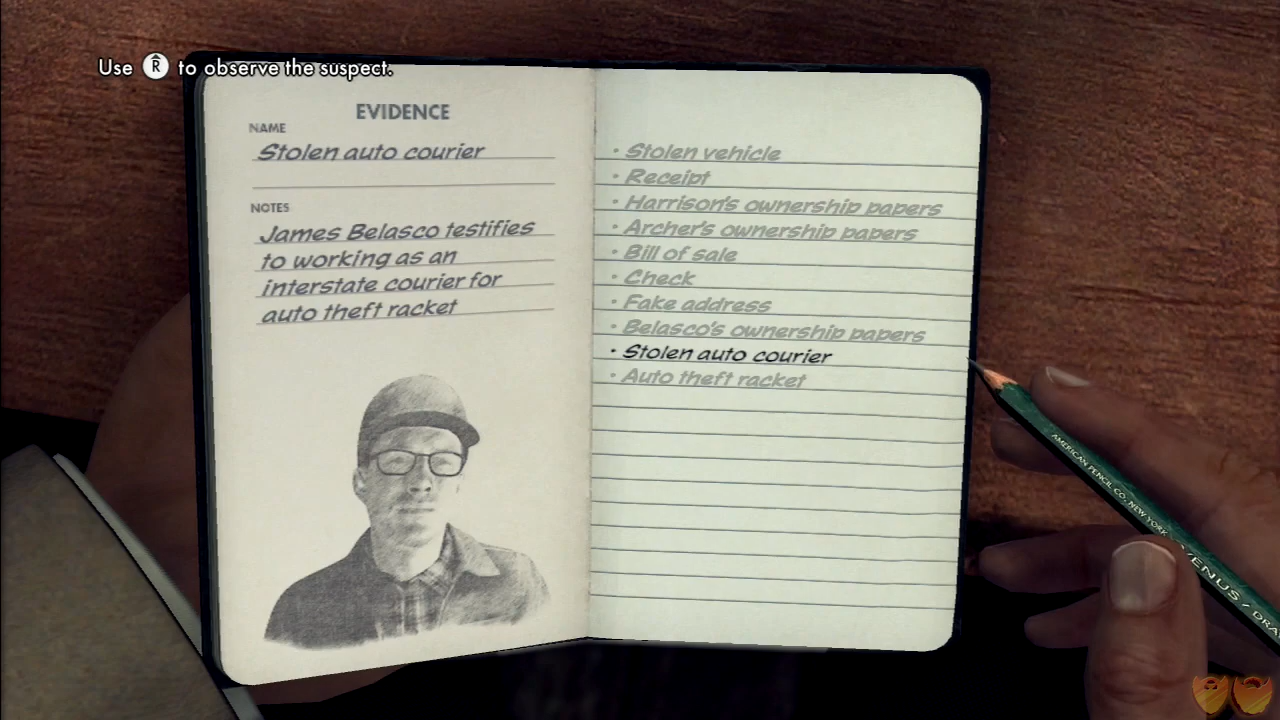 Use R to observe the suspect.
EVIDENCE
NAME
Stolen auto courier
NOTES
James Belasco testifies
to working as an
interstate courier for
auto theft racket
• Stolen vehicle
• Receipt
• Harrison's ownership papers
• Archer's ownership papers
• Bill of sale
• Check
• Fake address
• Belasco's ownership papers
• Stolen auto courier
• Auto theft racket
AMERICAN PENCIL CO., NEW YORK
VENUS / DRA